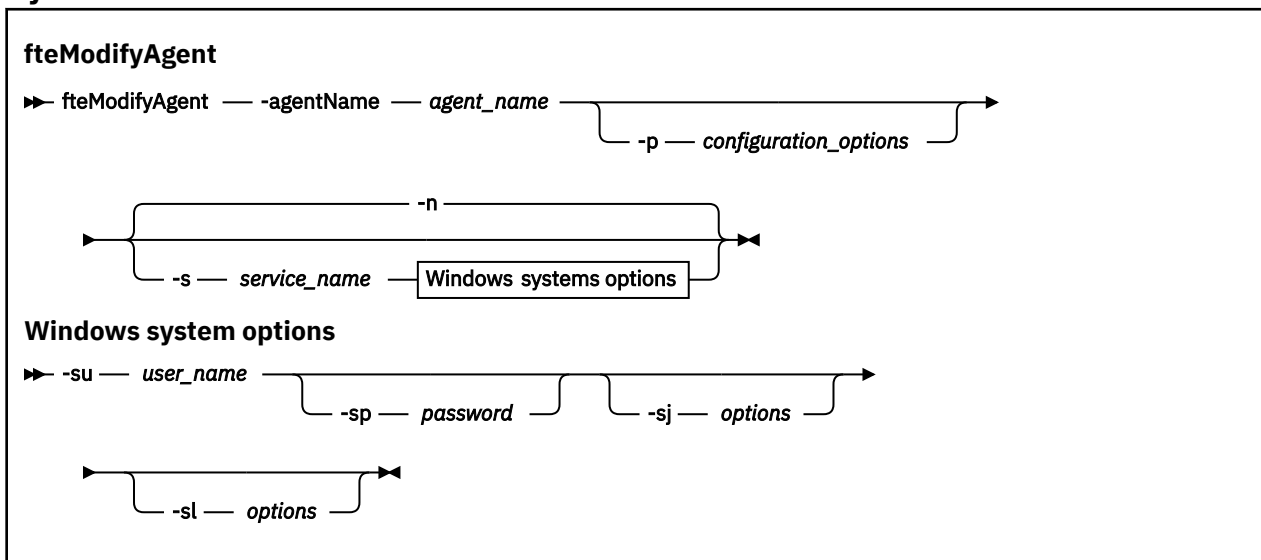 fteModifyAgent
fteModifyAgent -agentName agent_name
-p configuration_options
-n
-s service_name Windows systems options
Windows system options
-su user_name
-sp password -sj options
-sl options